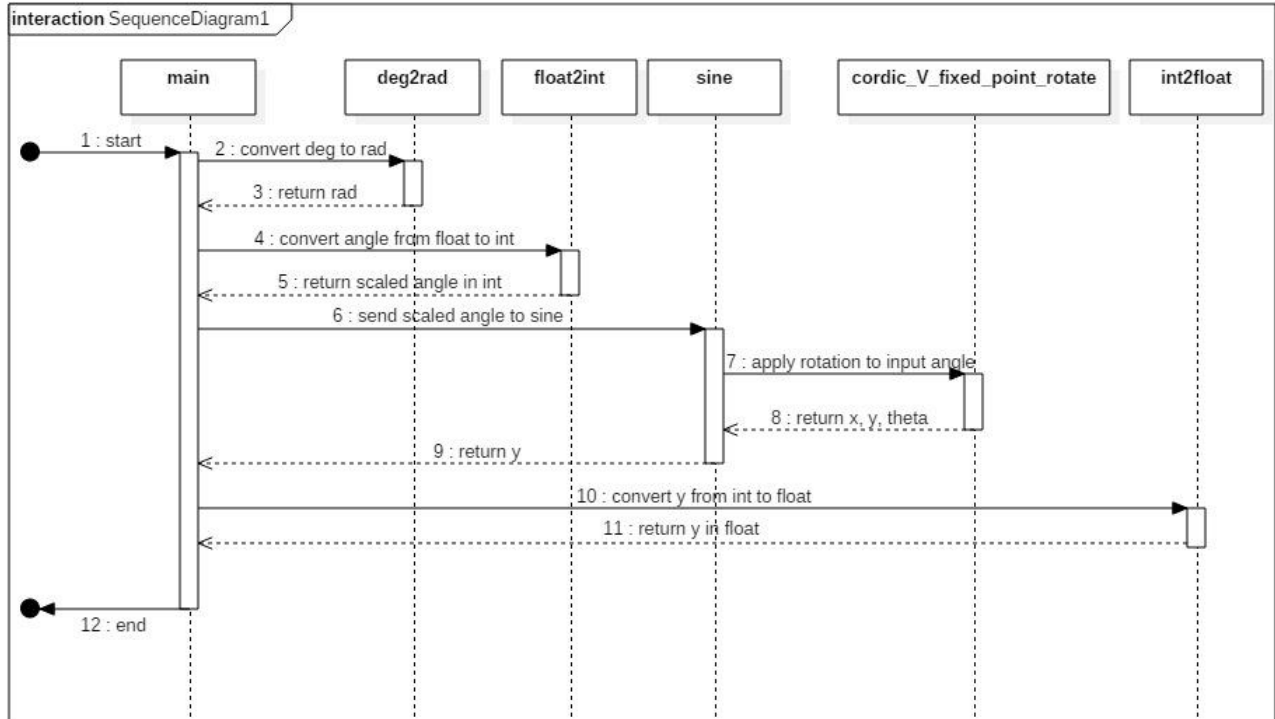 interaction SequenceDiagram1
main
deg2rad
float2int
sine
cordic_V_fixed_point_rotate
int2float
1 : start
2 : convert deg to rad
3 : return rad
4 : convert angle from float to int
5 : return scaled angle in int
6 : send scaled angle to sine
7 : apply rotation to input angle
8 : return x, y, theta
9 : return y
10 : convert y from int to float
11 : return y in float
12 : end